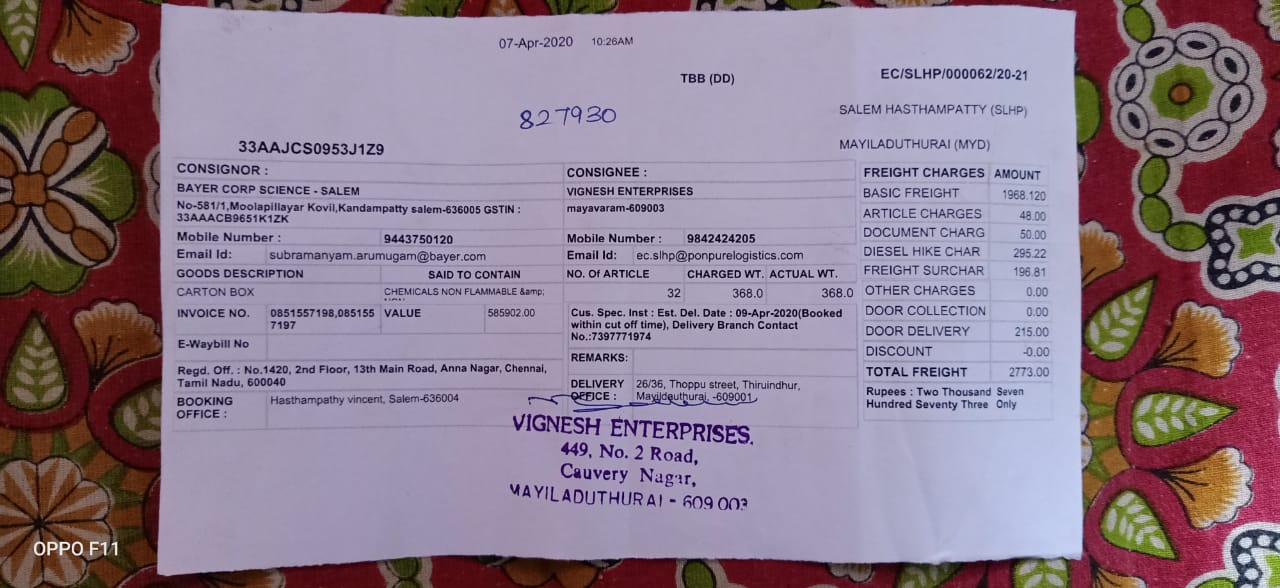 07-Apr-2020 10:26AM
TBB (DD)
EC/SLHP/000062/20-21
827930
SALEM HASTHAMPATTY (SLHP)
33AAJCS0953J1Z9
MAYILADUTHURAI (MYD)
CONSIGNOR :
BAYER CORP SCIENCE - SALEM
No-581/1,Moolapillayar Kovil,Kandampatty salem-636005 GSTIN :
33AAACB9651K1ZK
Mobile Number : 9443750120
Email Id: subramanyam.arumugam@bayer.com
GOODS DESCRIPTION SAID TO CONTAIN
CARTON BOX CHEMICALS NON FLAMMABLE &amp;
INVOICE NO. 0851557198,085155
7197
VALUE 585902.00
E-Waybill No
Regd. Off. : No.1420, 2nd Floor, 13th Main Road, Anna Nagar, Chennai,
Tamil Nadu, 600040
BOOKING
OFFICE :
Hasthampathy vincent, Salem-636004
CONSIGNEE :
VIGNESH ENTERPRISES
mayavaram-609003
Mobile Number : 9842424205
Email Id: ec.slhp@ponpurelogistics.com
NO. Of ARTICLE CHARGED WT. ACTUAL WT.
32 368.0 368.0
Cus. Spec. Inst : Est. Del. Date : 09-Apr-2020(Booked
within cut off time), Delivery Branch Contact
No.:7397771974
REMARKS:
DELIVERY
OFFICE :
26/36, Thoppu street, Thiruindhur,
Mayiladuthurai, -609001
FREIGHT CHARGES AMOUNT
BASIC FREIGHT 1968.120
ARTICLE CHARGES 48.00
DOCUMENT CHARG 50.00
DIESEL HIKE CHAR 295.22
FREIGHT SURCHAR 196.81
OTHER CHARGES 0.00
DOOR COLLECTION 0.00
DOOR DELIVERY 215.00
DISCOUNT -0.00
TOTAL FREIGHT 2773.00
Rupees : Two Thousand Seven
Hundred Seventy Three Only
VIGNESH ENTERPRISES.
449, No. 2 Road,
Cauvery Nagar,
MAYILADUTHURAI - 609 003
OPPO F11